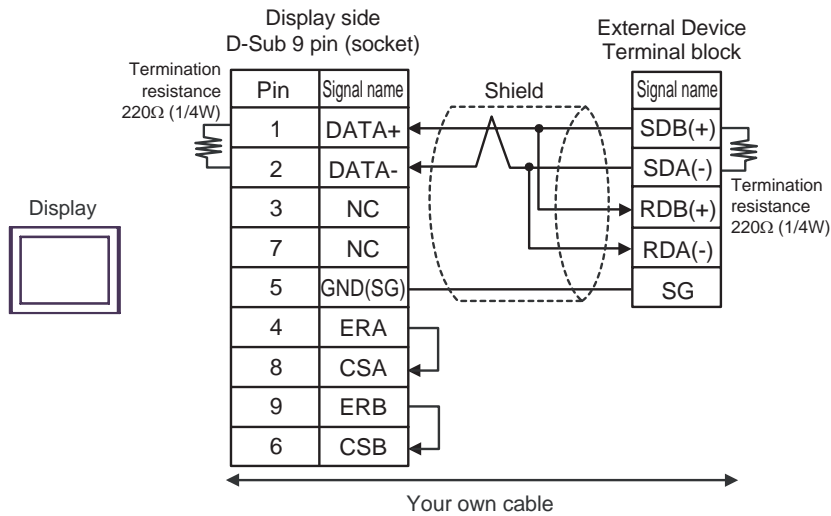 Display side
D-Sub 9 pin (socket)
External Device
Terminal block
Termination
resistance
220Ω (1/4W)
Pin Signal name
Shield
Signal name
1 DATA+
SDB(+)
2 DATA-
SDA(-)
Termination
resistance
220Ω (1/4W)
Display
3 NC
RDB(+)
7 NC
RDA(-)
5 GND(SG)
SG
4 ERA
8 CSA
9 ERB
6 CSB
Your own cable